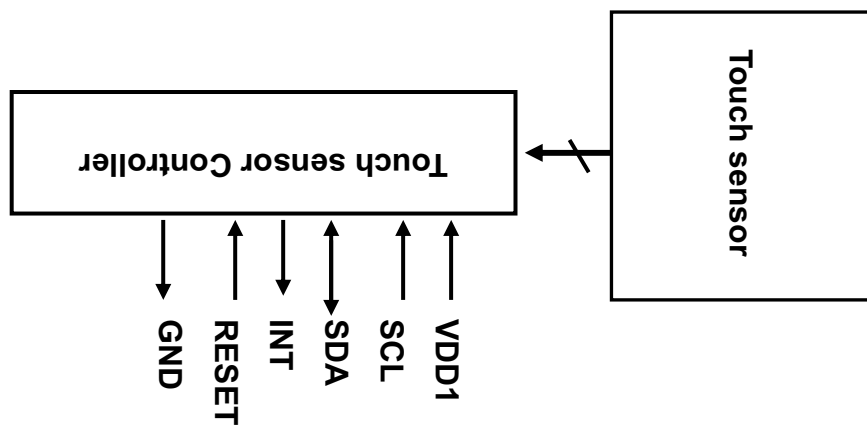 Touch sensor
Touch sensor Controller
GND
RESET
INT
SDA
SCL
VDD1